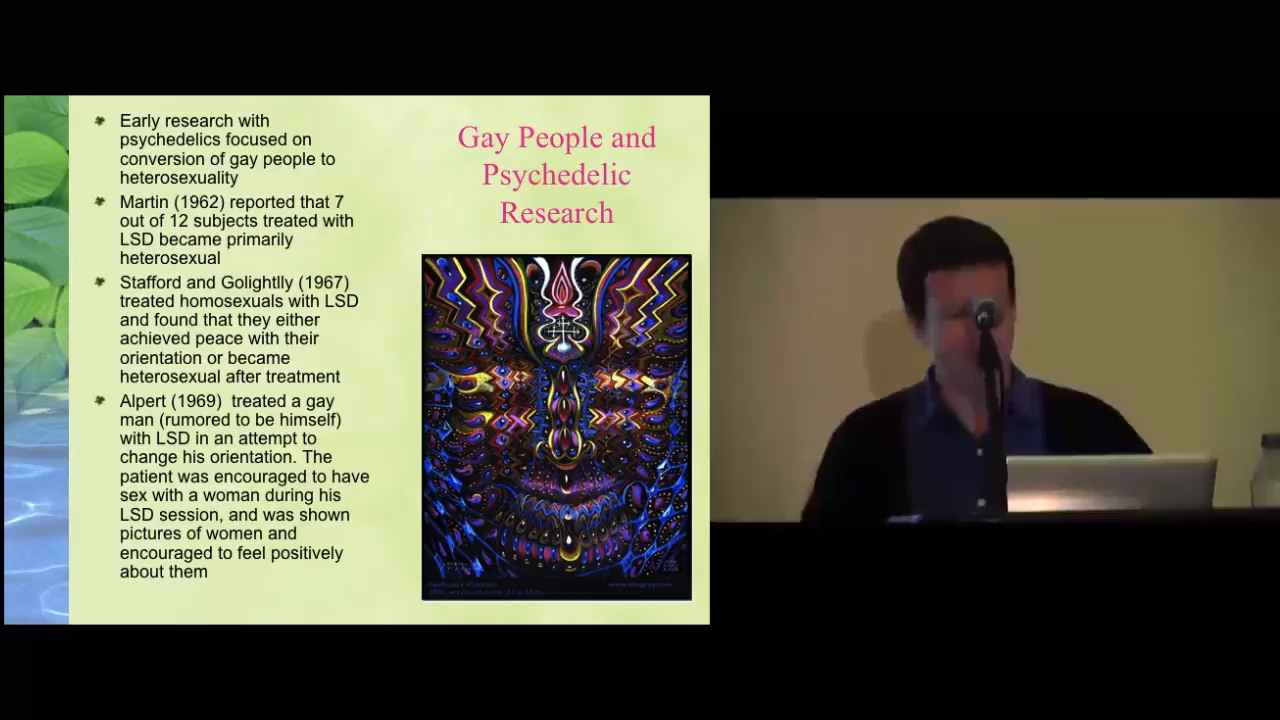 Early research with
psychedelics focused on
conversion of gay people to
heterosexuality
Martin (1962) reported that 7
out of 12 subjects treated with
LSD became primarily
heterosexual
Stafford and Golightlly (1967)
treated homosexuals with LSD
and found that they either
achieved peace with their
orientation or became
heterosexual after treatment
Alpert (1969) treated a gay
man (rumored to be himself)
with LSD in an attempt to
change his orientation. The
patient was encouraged to have
sex with a woman during his
LSD session, and was shown
pictures of women and
encouraged to feel positively
about them
Gay People and
Psychedelic
Research